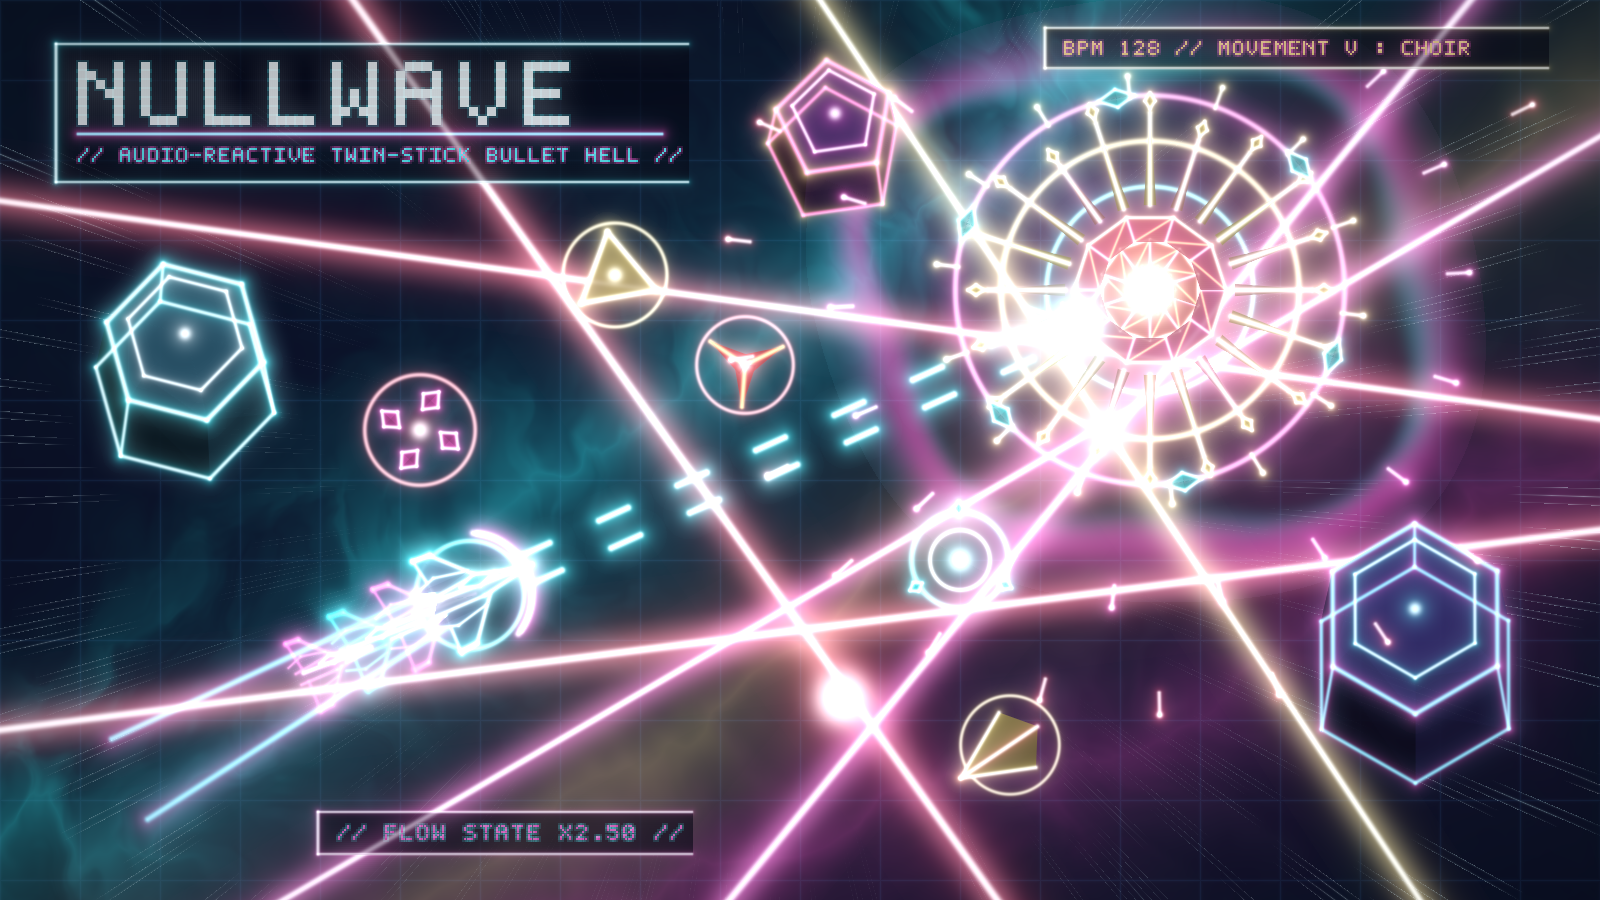 NULLWAVE
// AUDIO-REACTIVE TWIN-STICK BULLET HELL //
BPM 128 // MOVEMENT V : CHOIR
// FLOW STATE X2.50 //